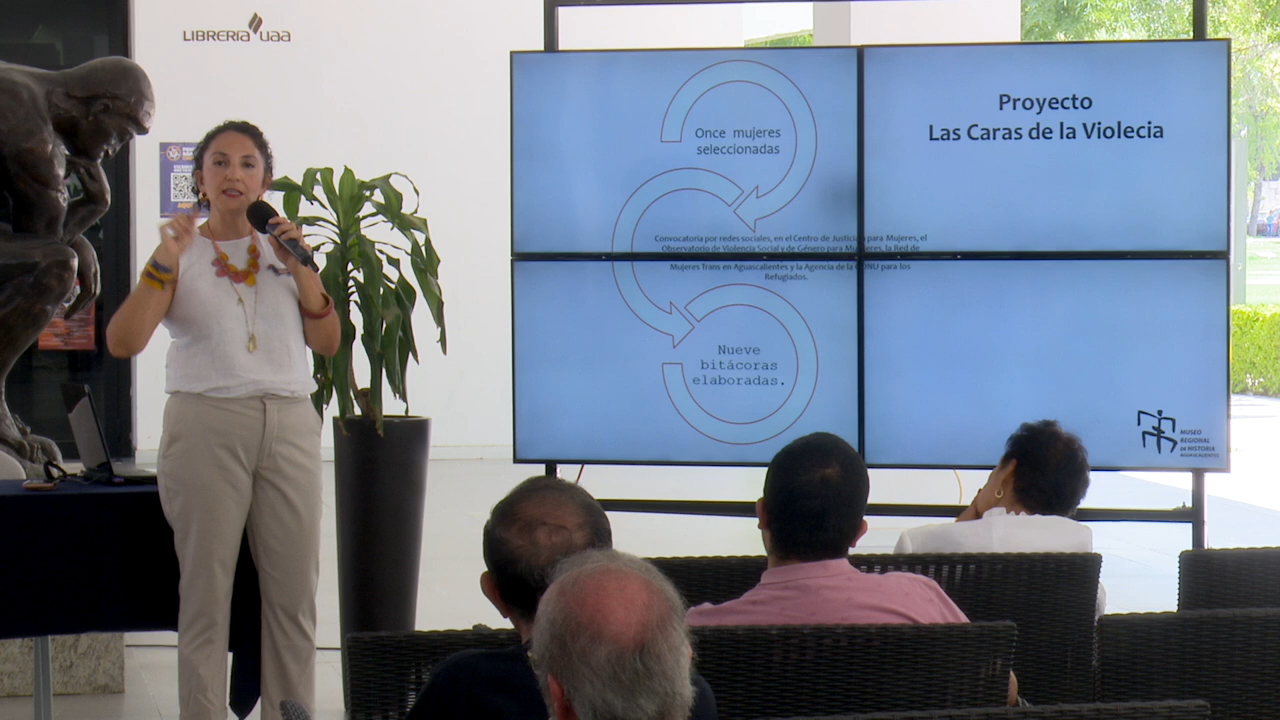 LIBRERÍA UAA
Proyecto
Las Caras de la Violecia
Once mujeres
seleccionadas
Convocatoria por redes sociales, en el Centro de Justicia para Mujeres, el
Observatorio de Violencia Social y de Género para Mujeres, la Red de
Mujeres Trans en Aguascalientes y la Agencia de la ONU para los
Refugiados.
Nueve
bitácoras
elaboradas.
MUSEO
REGIONAL
DE HISTORIA
AGUASCALIENTES